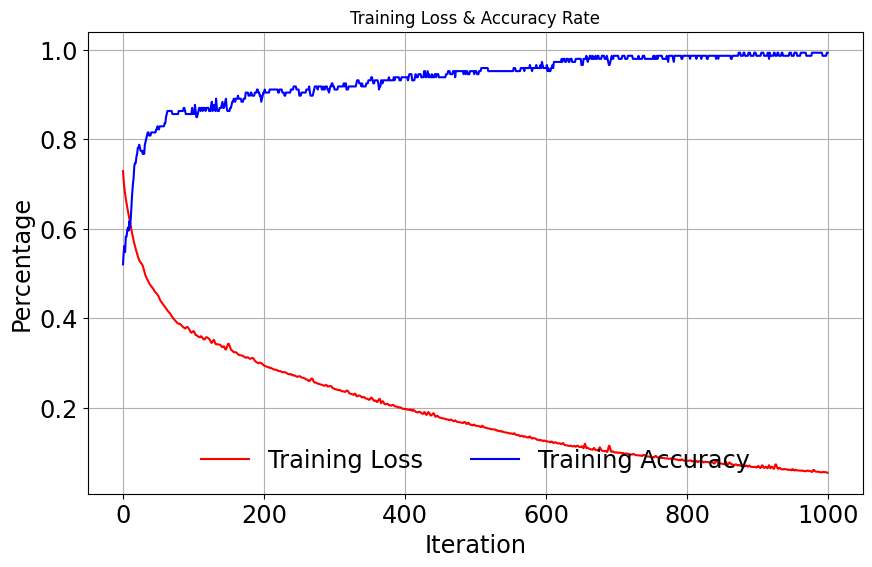 Training Loss & Accuracy Rate
1.0
0.8
0.6
0.4
0.2
Percentage
Training Loss
Training Accuracy
0 200 400 600 800 1000
Iteration